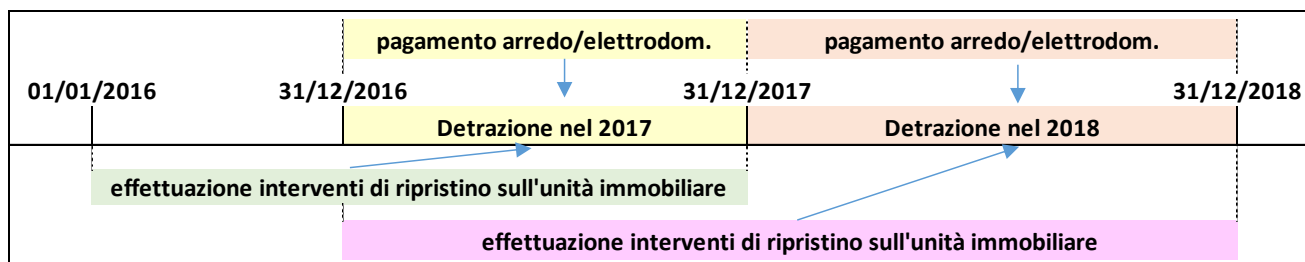 pagamento arredo/elettrodom. pagamento arredo/elettrodom.
01/01/2016 31/12/2016 31/12/2017 31/12/2018
Detrazione nel 2017 Detrazione nel 2018
effettuazione interventi di ripristino sull'unità immobiliare
effettuazione interventi di ripristino sull'unità immobiliare